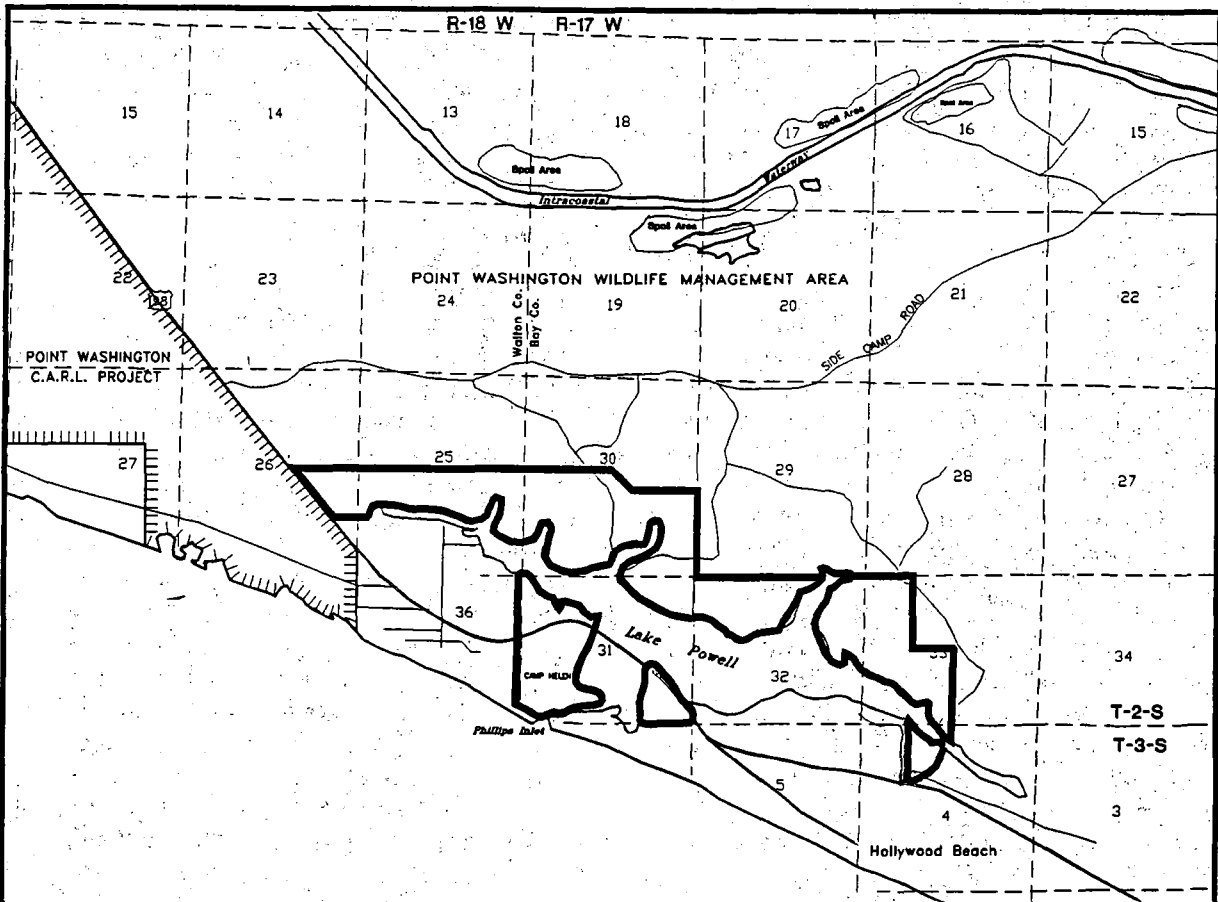 R-18 W R-17 W
15
14
13
18
17
Spoil Area
Spoil Area
16
15
Spoil Area
Intracoastal
Waterway
Spoil Area
22
98
23
POINT WASHINGTON WILDLIFE MANAGEMENT AREA
24
Walton Co.
Bay Co.
19
20
21
22
SIDE CAMP ROAD
POINT WASHINGTON
C.A.R.L. PROJECT
27
26
25
30
29
28
27
36
31
Lake Powell
32
33
34
CAMP HELEN
Phillips Inlet
T-2-S
T-3-S
5
4
3
Hollywood Beach